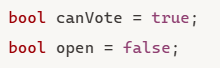 bool canVote = true;
bool open = false;